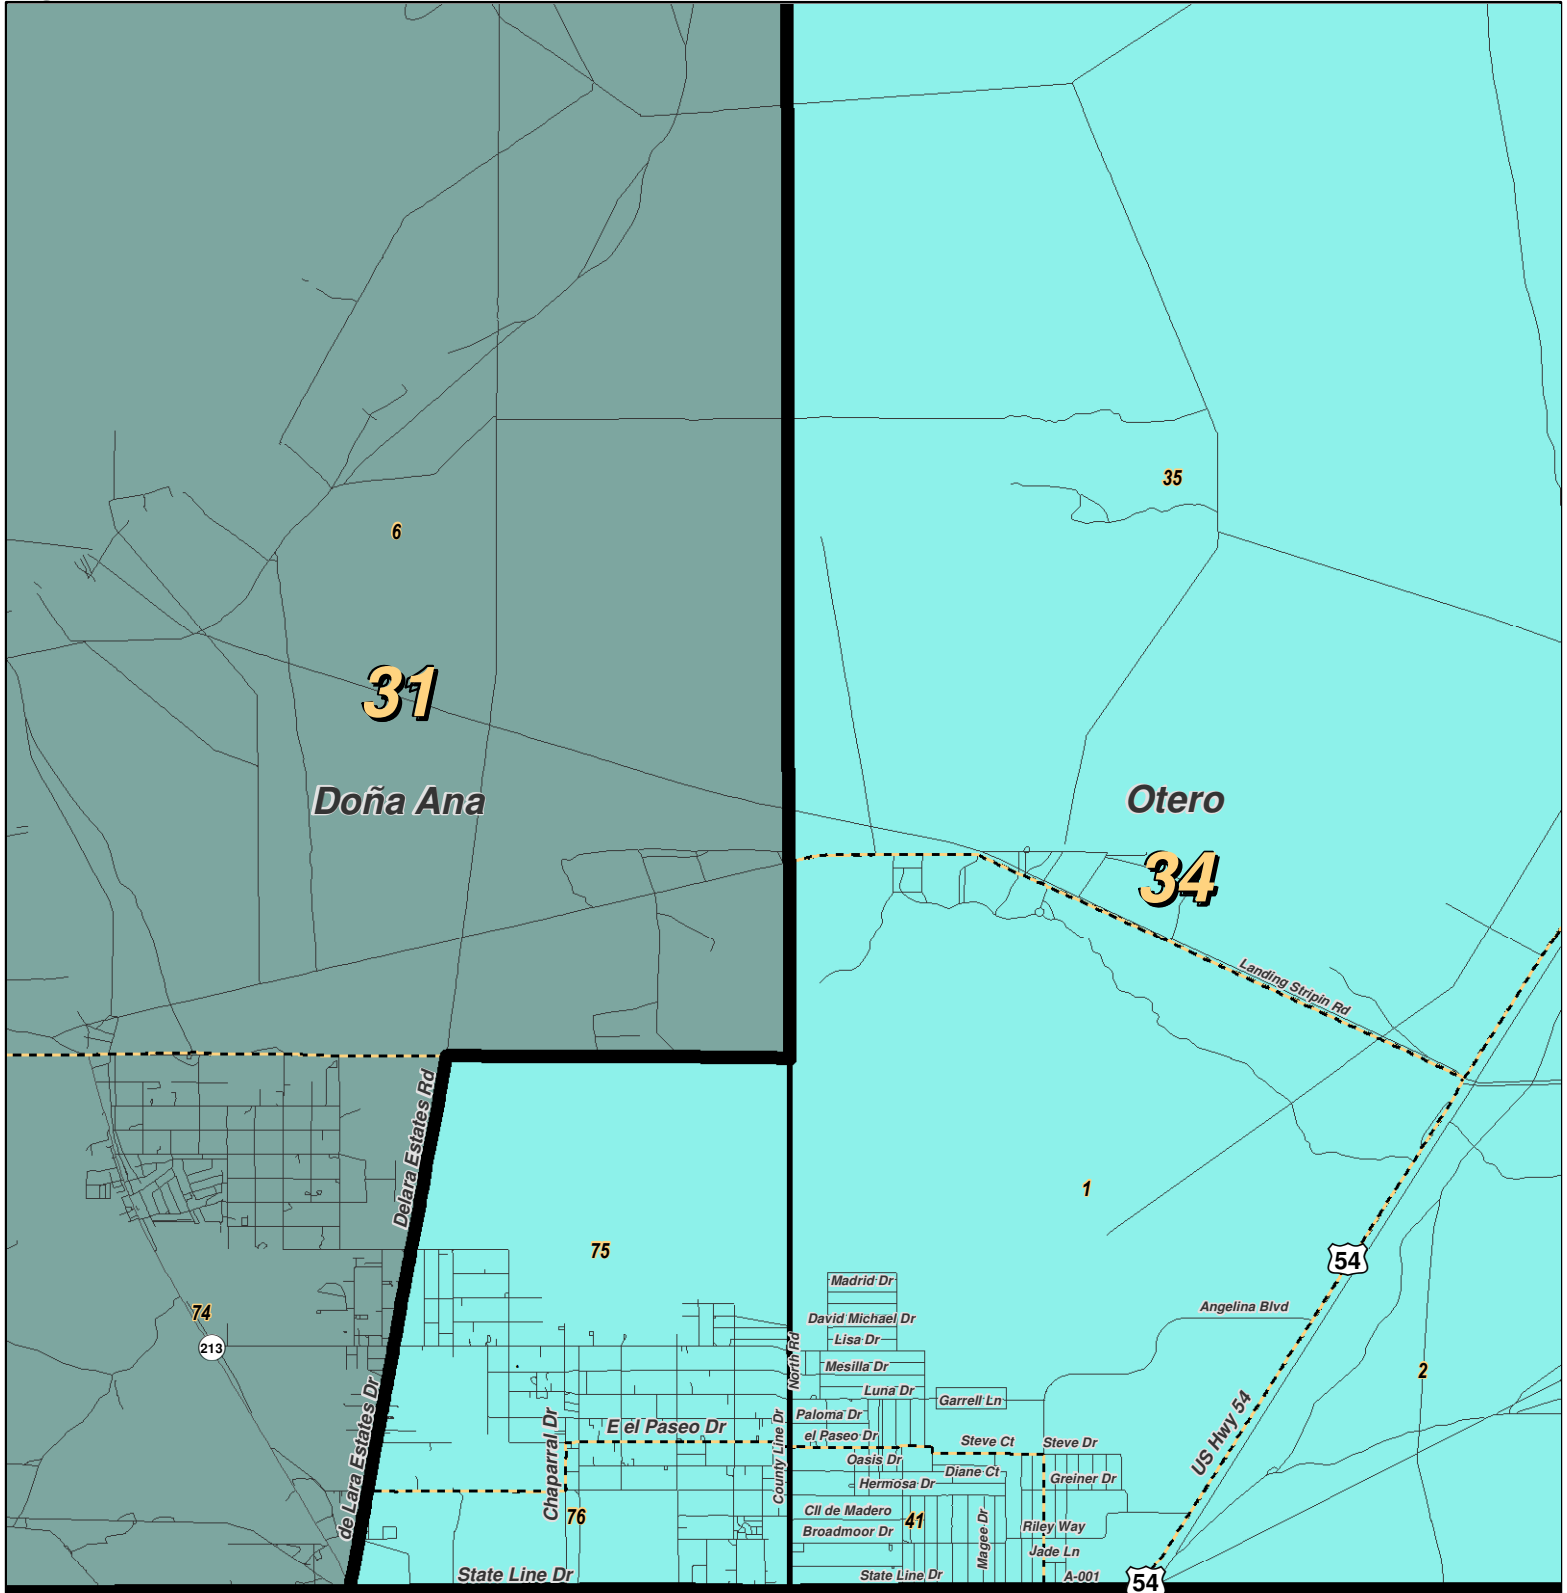 35
6
31
Doña Ana
Otero
34
Landing Stripin Rd
Delara Estates Rd
1
75
54
Madrid Dr
Angelina Blvd
74
David Michael Dr
213
Lisa Dr
North Rd
Mesilla Dr
2
Luna Dr
Garrell Ln
de Lara Estates Dr
Chaparral Dr
E el Paseo Dr
County Line Dr
Paloma Dr
el Paseo Dr
Steve Ct
Steve Dr
US Hwy 54
Oasis Dr
Diane Ct
Hermosa Dr
Greiner Dr
Cll de Madero
76
41
Broadmoor Dr
Magee Dr
Riley Way
Jade Ln
State Line Dr
State Line Dr
A-001
54